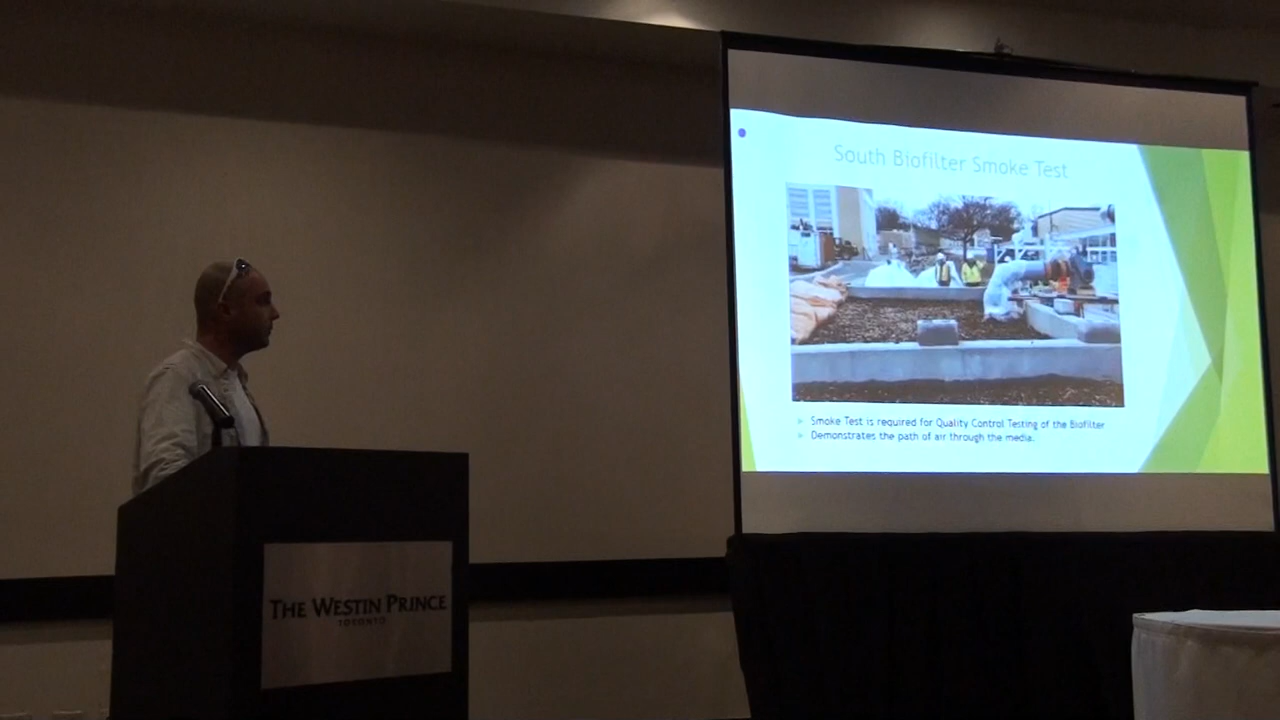 South Biofilter Smoke Test
Smoke Test is required for Quality Control Testing of the Biofilter
Demonstrates the path of air through the media.
THE WESTIN PRINCE
TORONTO